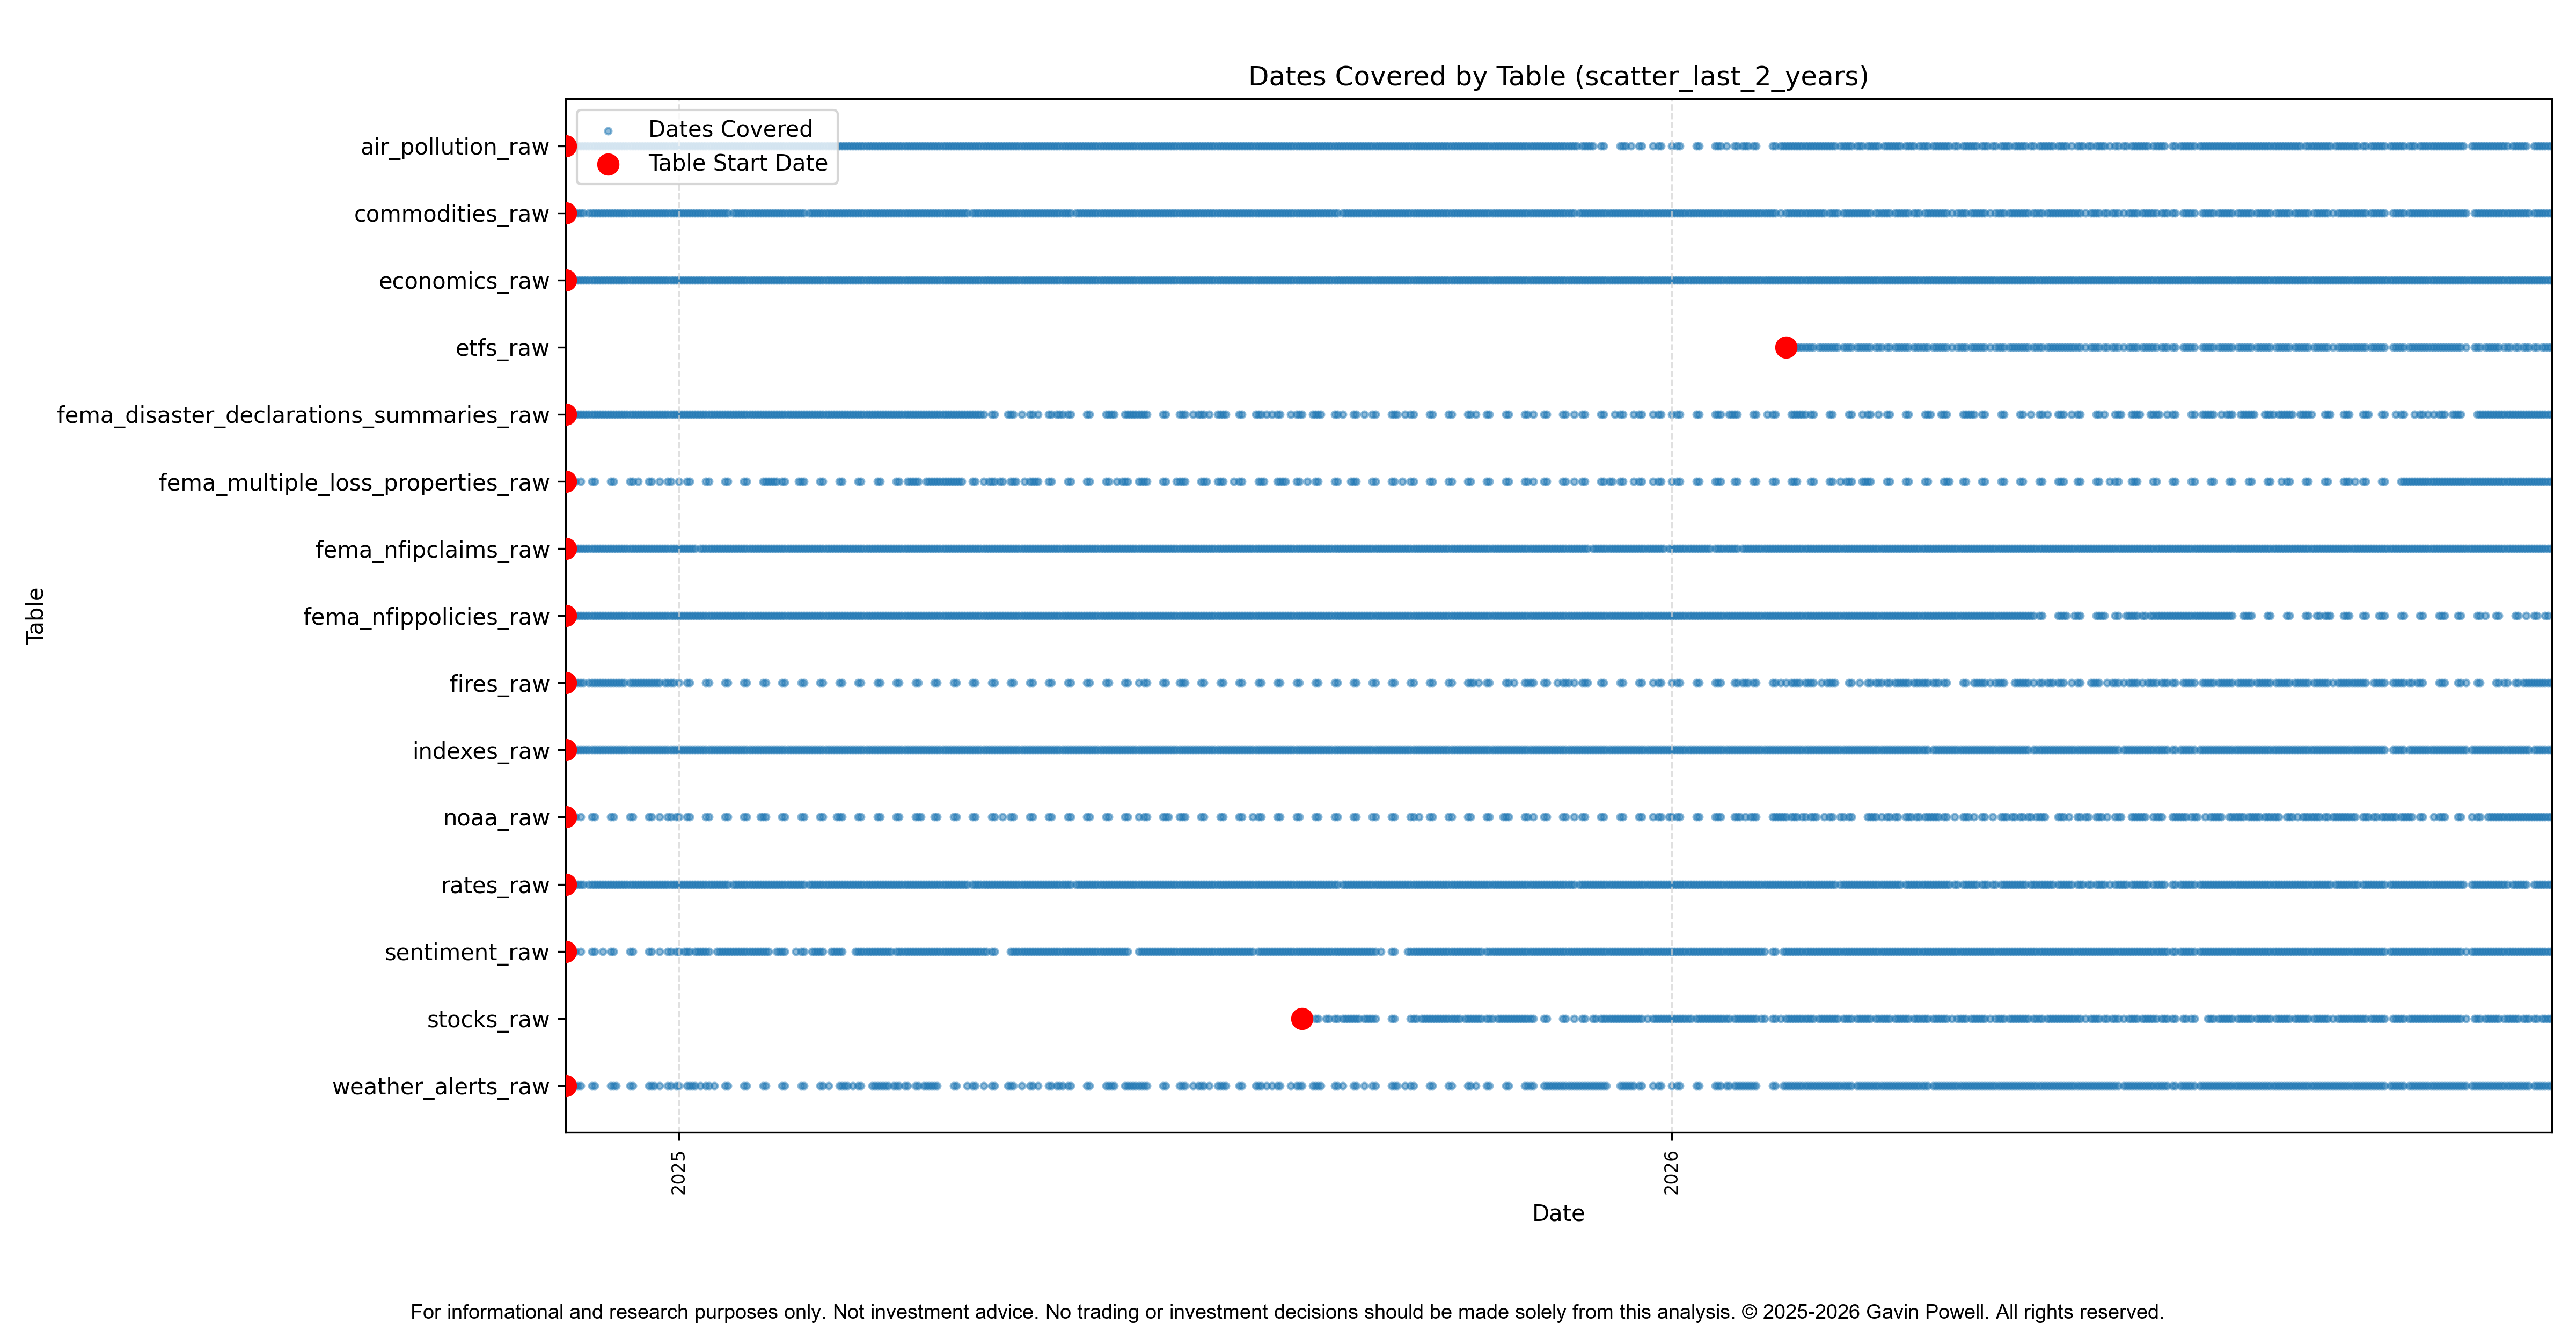 Dates Covered by Table (scatter_last_2_years)
Dates Covered
Table Start Date
air_pollution_raw
commodities_raw
economics_raw
etfs_raw
fema_disaster_declarations_summaries_raw
fema_multiple_loss_properties_raw
fema_nfipclaims_raw
fema_nfippolicies_raw
fires_raw
indexes_raw
noaa_raw
rates_raw
sentiment_raw
stocks_raw
weather_alerts_raw
Table
2025
2026
Date
For informational and research purposes only. Not investment advice. No trading or investment decisions should be made solely from this analysis. © 2025-2026 Gavin Powell. All rights reserved.